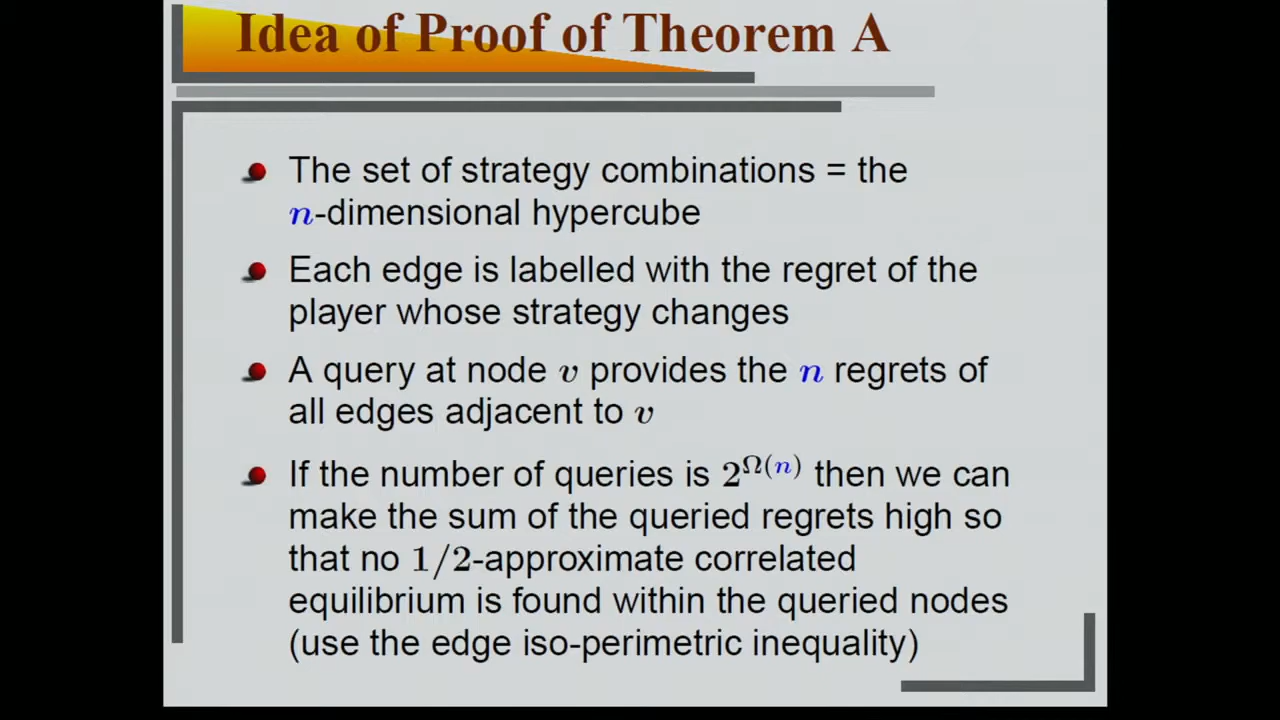 Idea of Proof of Theorem A
The set of strategy combinations = the
n-dimensional hypercube
Each edge is labelled with the regret of the
player whose strategy changes
A query at node v provides the n regrets of
all edges adjacent to v
If the number of queries is 2^Ω(n) then we can
make the sum of the queried regrets high so
that no 1/2-approximate correlated
equilibrium is found within the queried nodes
(use the edge iso-perimetric inequality)